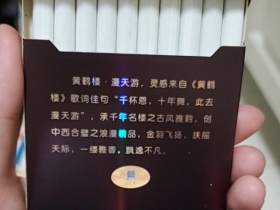 黄鹤楼·漫天游，灵感来自《黄鹤
楼》歌词佳句“千杯恩，十年舞，此去
漫天游”，承千年名楼之古风雅韵，创
中西合璧之浪漫精品，金羽飞扬，扶摇
天际，一缕雅香，飘逸不凡。